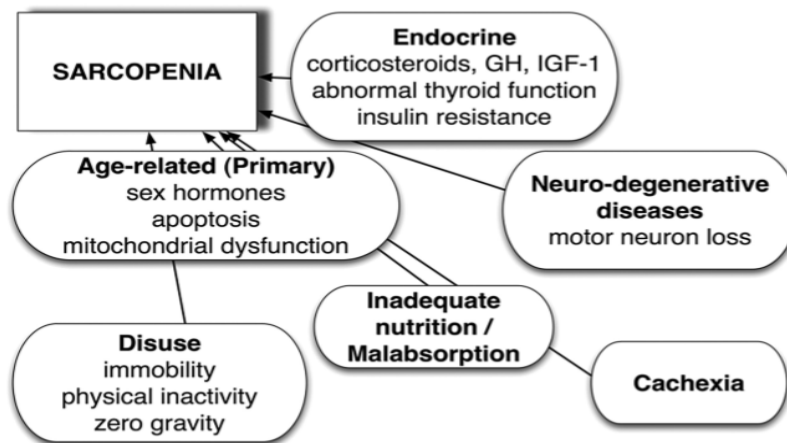 SARCOPENIA
Endocrine
corticosteroids, GH, IGF-1
abnormal thyroid function
insulin resistance
Age-related (Primary)
sex hormones
apoptosis
mitochondrial dysfunction
Neuro-degenerative
diseases
motor neuron loss
Inadequate
nutrition /
Malabsorption
Disuse
immobility
physical inactivity
zero gravity
Cachexia